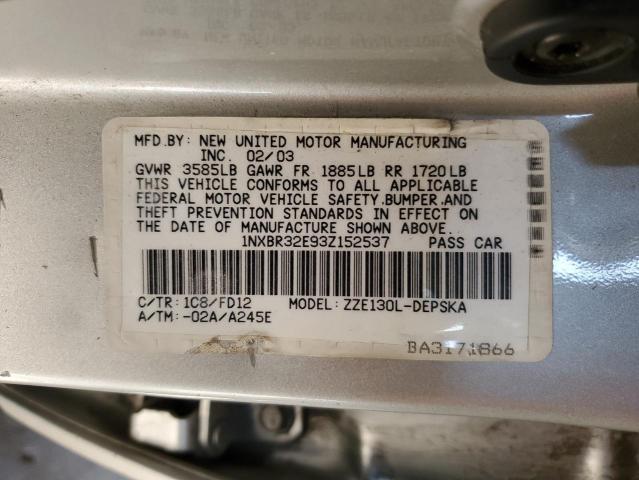 MFD.BY: NEW UNITED MOTOR MANUFACTURING
INC. 02/03
GVWR 3585LB GAWR FR 1885LB RR 1720LB
THIS VEHICLE CONFORMS TO ALL APPLICABLE
FEDERAL MOTOR VEHICLE SAFETY,BUMPER,AND
THEFT PREVENTION STANDARDS IN EFFECT ON
THE DATE OF MANUFACTURE SHOWN ABOVE.
1NXBR32E93Z152537 PASS CAR
C/TR: 1C8/FD12 MODEL: ZZE130L-DEPSKA
A/TM: -02A/A245E
BA3171866